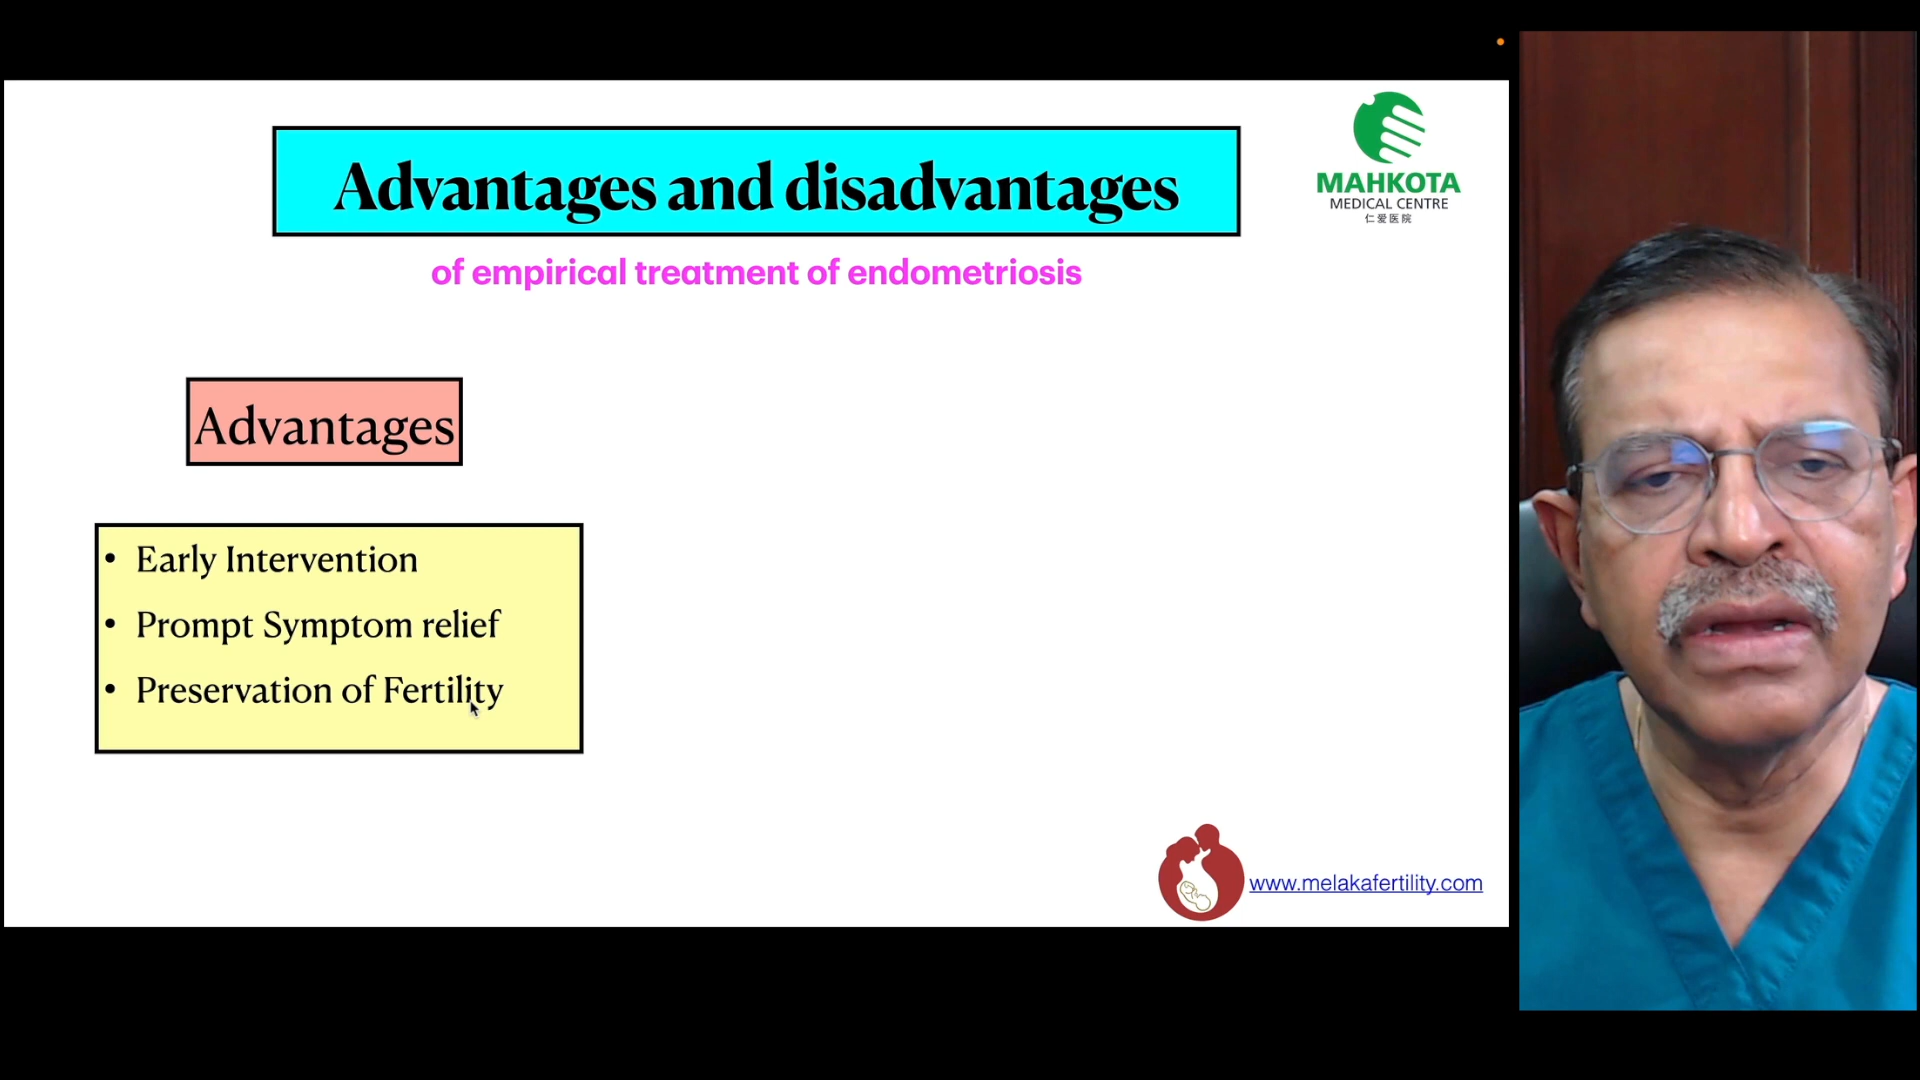 Advantages and disadvantages
of empirical treatment of endometriosis
MAHKOTA
MEDICAL CENTRE
仁爱医院
Advantages
• Early Intervention
• Prompt Symptom relief
• Preservation of Fertility
www.melakafertility.com